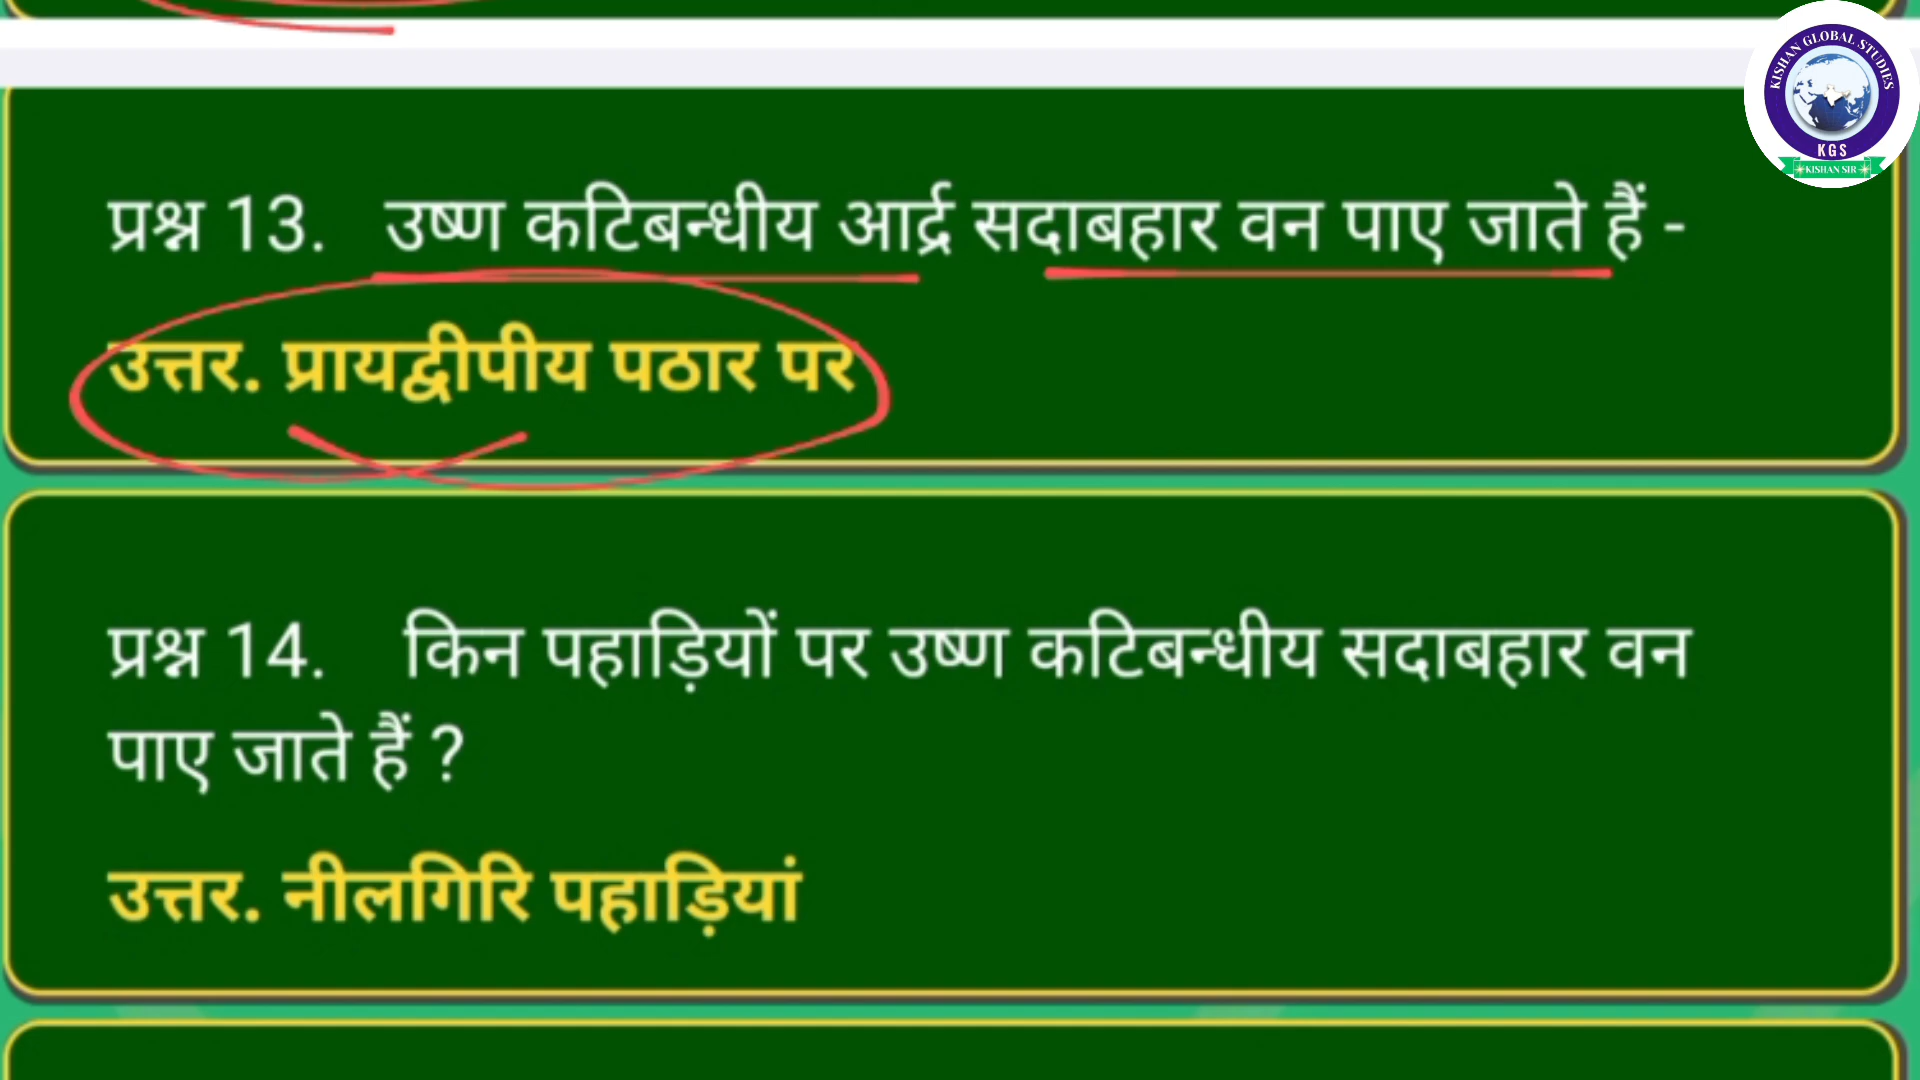 KISHAN GLOBAL STUDIES
KGS
KISHAN SIR
प्रश्न 13. उष्ण कटिबन्धीय आर्द्र सदाबहार वन पाए जाते हैं -
उत्तर. प्रायद्वीपीय पठार पर
प्रश्न 14. किन पहाड़ियों पर उष्ण कटिबन्धीय सदाबहार वन
पाए जाते हैं ?
उत्तर. नीलगिरि पहाड़ियां